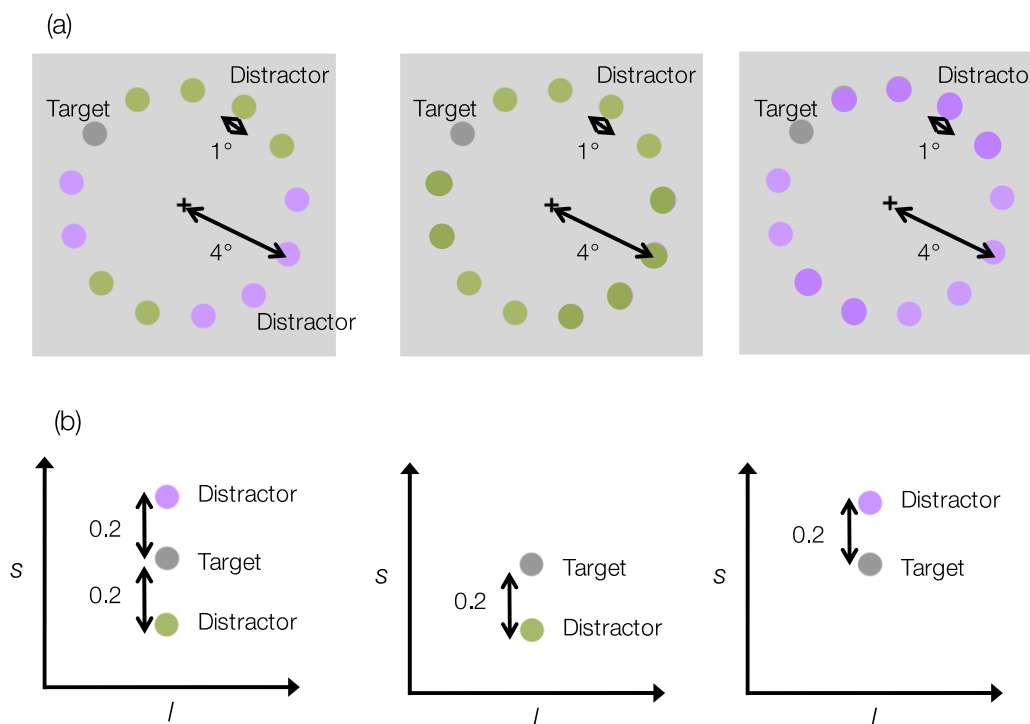 (a)
Distractor
Target
1°
4°
Distractor
Distractor
Target
1°
4°
Distracto
Target
1°
4°
(b)
Distractor
0.2
Target
0.2
Distractor
s
l
Target
0.2
Distractor
s
l
Distractor
0.2
Target
s
l